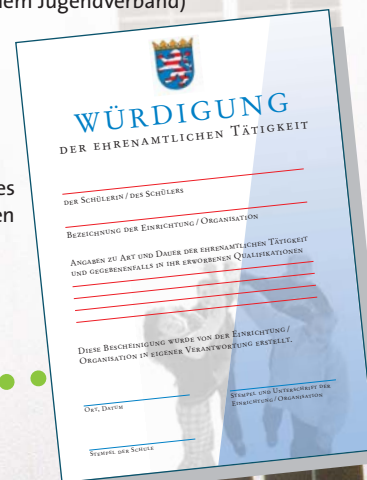 em Jugendverband)
es
en
WÜRDIGUNG
DER EHRENAMTLICHEN TÄTIGKEIT
DER SCHÜLERIN / DES SCHÜLERS
BEZEICHNUNG DER EINRICHTUNG / ORGANISATION
ANGABEN ZU ART UND DAUER DER EHRENAMTLICHEN TÄTIGKEIT
UND GEGEBENENFALLS IN IHR ERWORBENEN QUALIFIKATIONEN
DIESE BESCHEINIGUNG WURDE VON DER EINRICHTUNG /
ORGANISATION IN EIGENER VERANTWORTUNG ERSTELLT.
ORT, DATUM
STEMPEL UND UNTERSCHRIFT DER
EINRICHTUNG / ORGANISATION
STEMPEL DER SCHULE